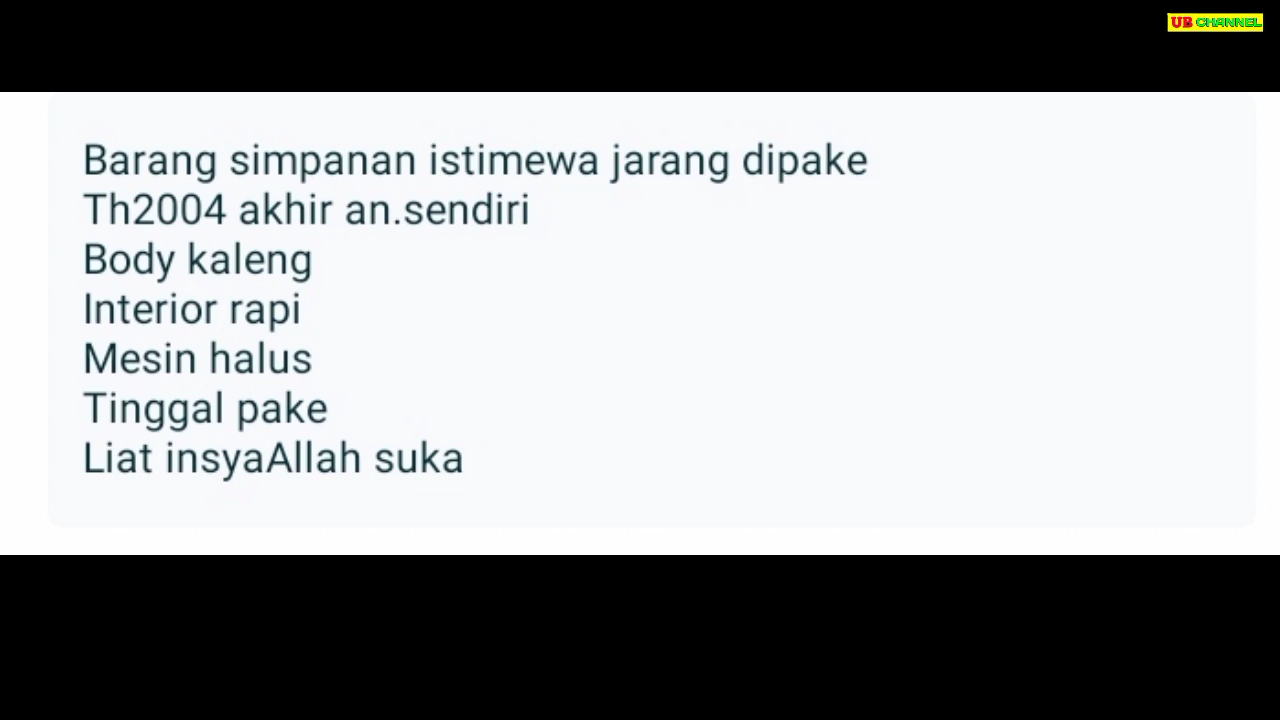 UB CHANNEL
Barang simpanan istimewa jarang dipake
Th2004 akhir an.sendiri
Body kaleng
Interior rapi
Mesin halus
Tinggal pake
Liat insyaAllah suka